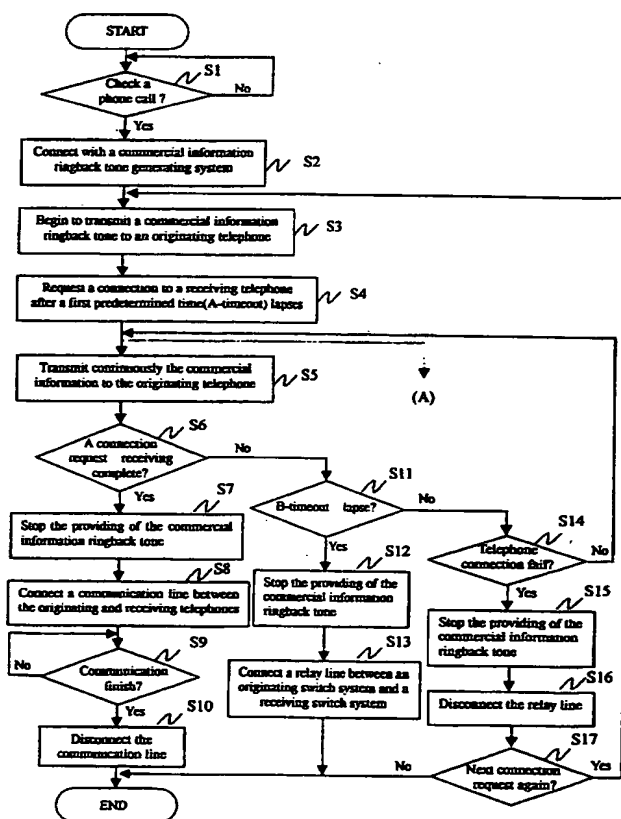 START
S1
Check a
phone call ?
No
Yes
Connect with a commercial information
ringback tone generating system
S2
Begin to transmit a commercial information
ringback tone to an originating telephone
S3
Request a connection to a receiving telephone
after a first predetermined time(A-timeout) lapses
S4
Transmit continuously the commercial
information to the originating telephone
S5
(A)
S6
A connection
request receiving
complete?
No
Yes
S7
Stop the providing of the commercial
information ringback tone
S8
Connect a communication line between
the originating and receiving telephones
S9
Communication
finish?
No
Yes
S10
Disconnect the
communication line
S11
B-timeout lapse?
No
Yes
S12
Stop the providing of the
commercial information
ringback tone
S13
Connect a relay line between an
originating switch system and a
receiving switch system
S14
Telephone
connection fail?
No
Yes
S15
Stop the providing of the
commercial information
ringback tone
S16
Disconnect the relay line
S17
Next connection
request again?
No
Yes
END